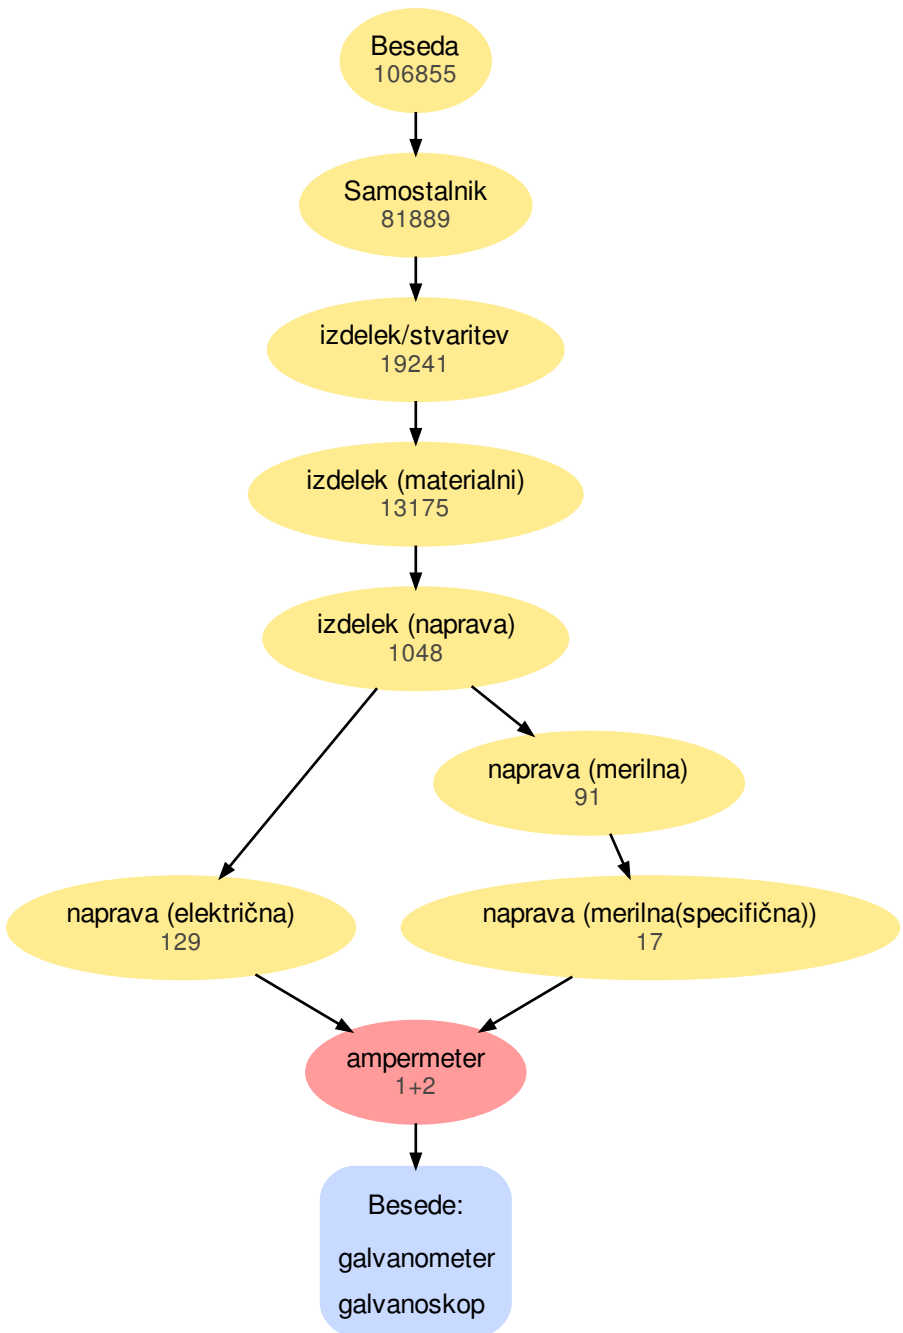 Beseda
106855
Samostalnik
81889
izdelek/stvaritev
19241
izdelek (materialni)
13175
izdelek (naprava)
1048
naprava (merilna)
91
naprava (električna)
129
naprava (merilna(specifična))
17
ampermeter
1+2
Besede:
galvanometer
galvanoskop